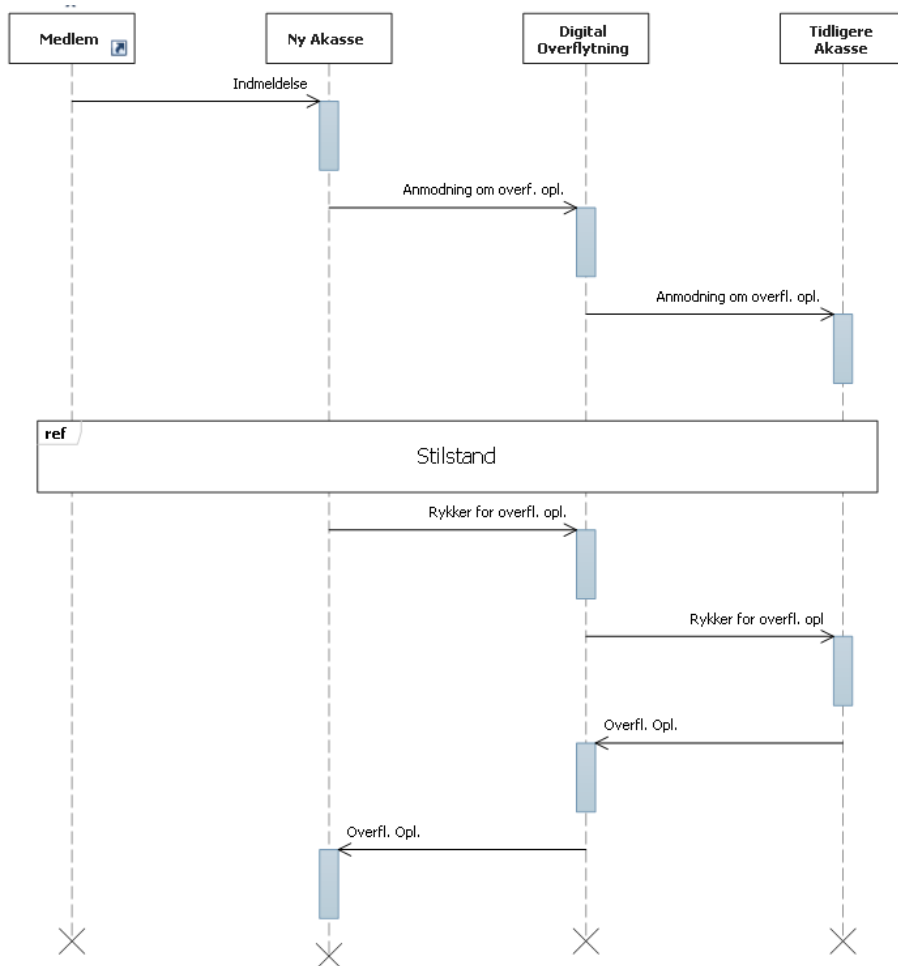 Medlem
Ny Akasse
Digital
Overflytning
Tidligere
Akasse
Indmeldelse
Anmodning om overf. opl.
Anmodning om overfl. opl.
ref
Stilstand
Rykker for overfl. opl.
Rykker for overfl. opl
Overfl. Opl.
Overfl. Opl.